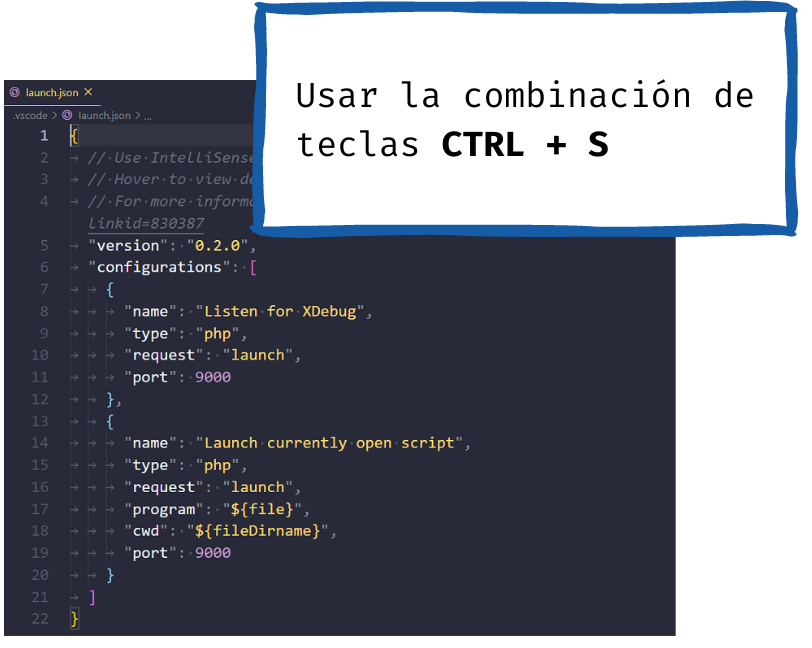 Usar la combinación de
teclas CTRL + S
launch.json ×
.vscode > launch.json > ...
1 {
2 // Use IntelliSense
3 // Hover to view
4 // For more
linkid=830387
5 "version": "0.2.0",
6 "configurations": [
7 {
8 "name": "Listen for XDebug",
9 "type": "php",
10 "request": "launch",
11 "port": 9000
12 },
13 {
14 "name": "Launch currently open script",
15 "type": "php",
16 "request": "launch",
17 "program": "${file}",
18 "cwd": "${fileDirname}",
19 "port": 9000
20 }
21 ]
22 }